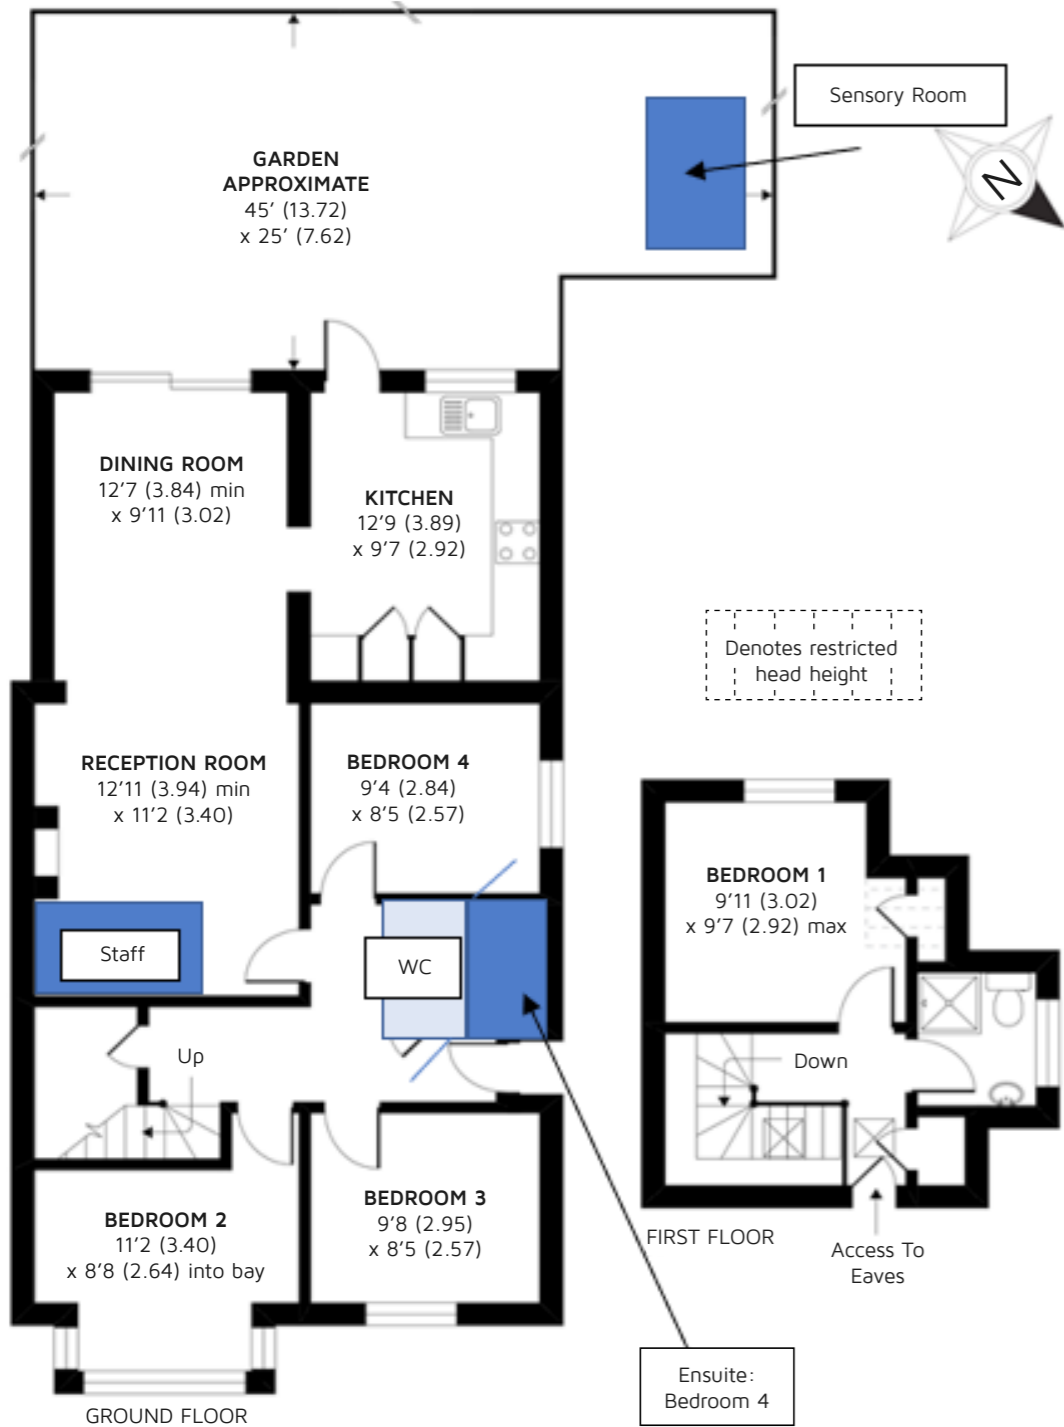 Sensory Room
N
GARDEN
APPROXIMATE
45' (13.72)
x 25' (7.62)
DINING ROOM
12'7 (3.84) min
x 9'11 (3.02)
KITCHEN
12'9 (3.89)
x 9'7 (2.92)
Denotes restricted
head height
RECEPTION ROOM
12'11 (3.94) min
x 11'2 (3.40)
BEDROOM 4
9'4 (2.84)
x 8'5 (2.57)
BEDROOM 1
9'11 (3.02)
x 9'7 (2.92) max
Staff
WC
Up
Down
BEDROOM 2
11'2 (3.40)
x 8'8 (2.64) into bay
BEDROOM 3
9'8 (2.95)
x 8'5 (2.57)
FIRST FLOOR
Access To
Eaves
Ensuite:
Bedroom 4
GROUND FLOOR